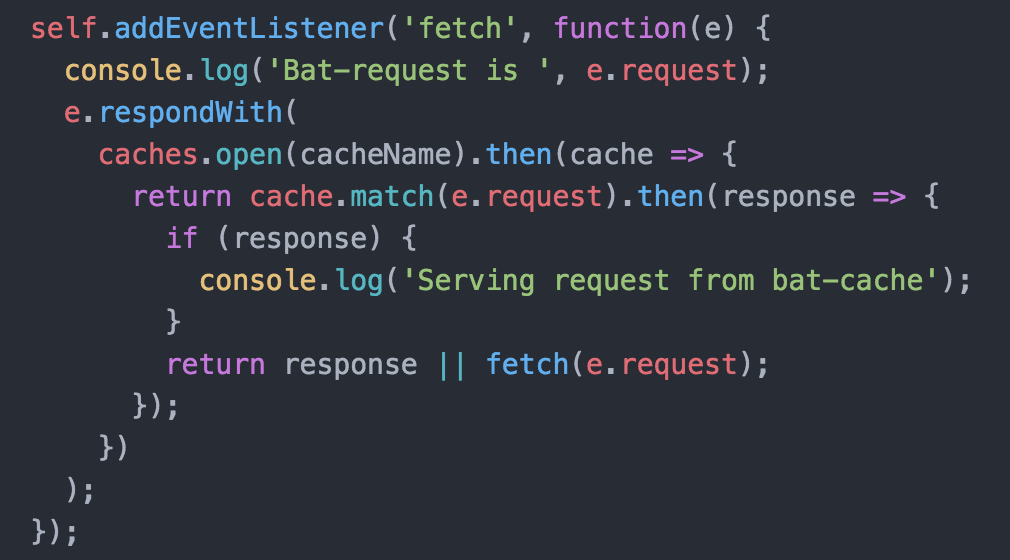 self.addEventListener('fetch', function(e) {
  console.log('Bat-request is ', e.request);
  e.respondWith(
    caches.open(cacheName).then(cache => {
      return cache.match(e.request).then(response => {
        if (response) {
          console.log('Serving request from bat-cache');
        }
        return response || fetch(e.request);
      });
    })
  );
});